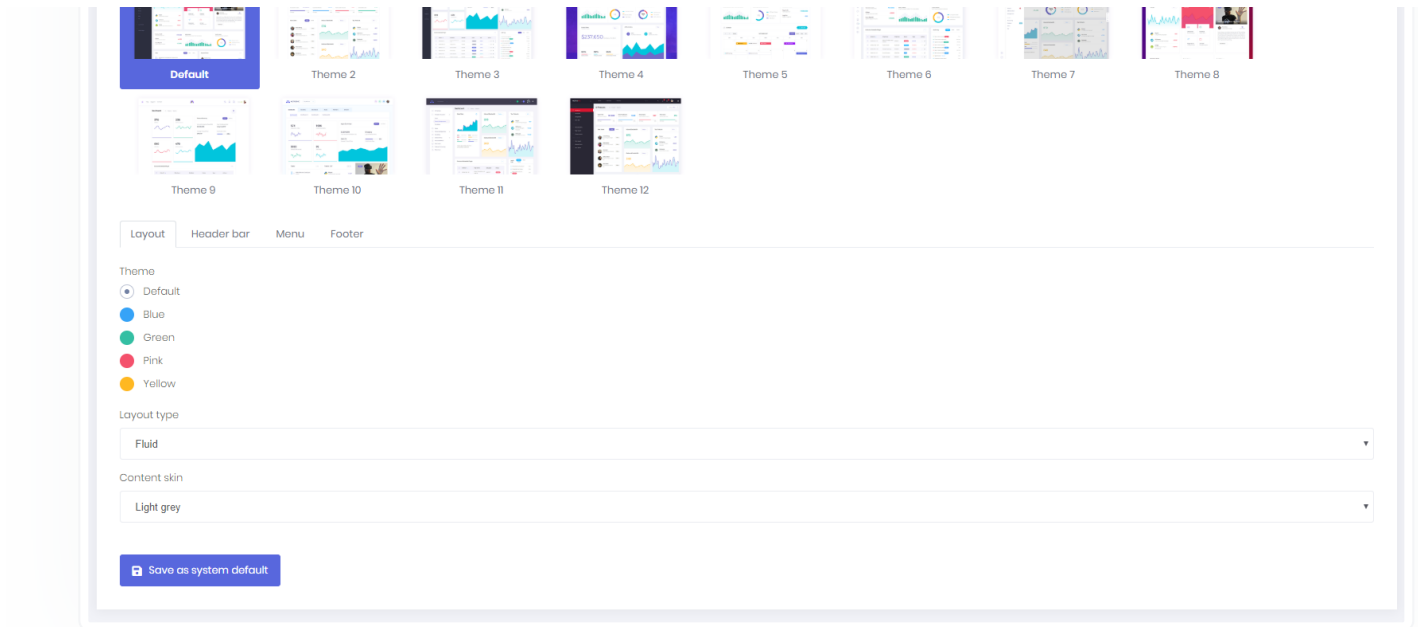 Default Theme 2 Theme 3 Theme 4 Theme 5 Theme 6 Theme 7 Theme 8
Theme 9 Theme 10 Theme 11 Theme 12
Layout Header bar Menu Footer
Theme
Default
Blue
Green
Pink
Yellow
Layout type
Fluid
Content skin
Light grey
Save as system default